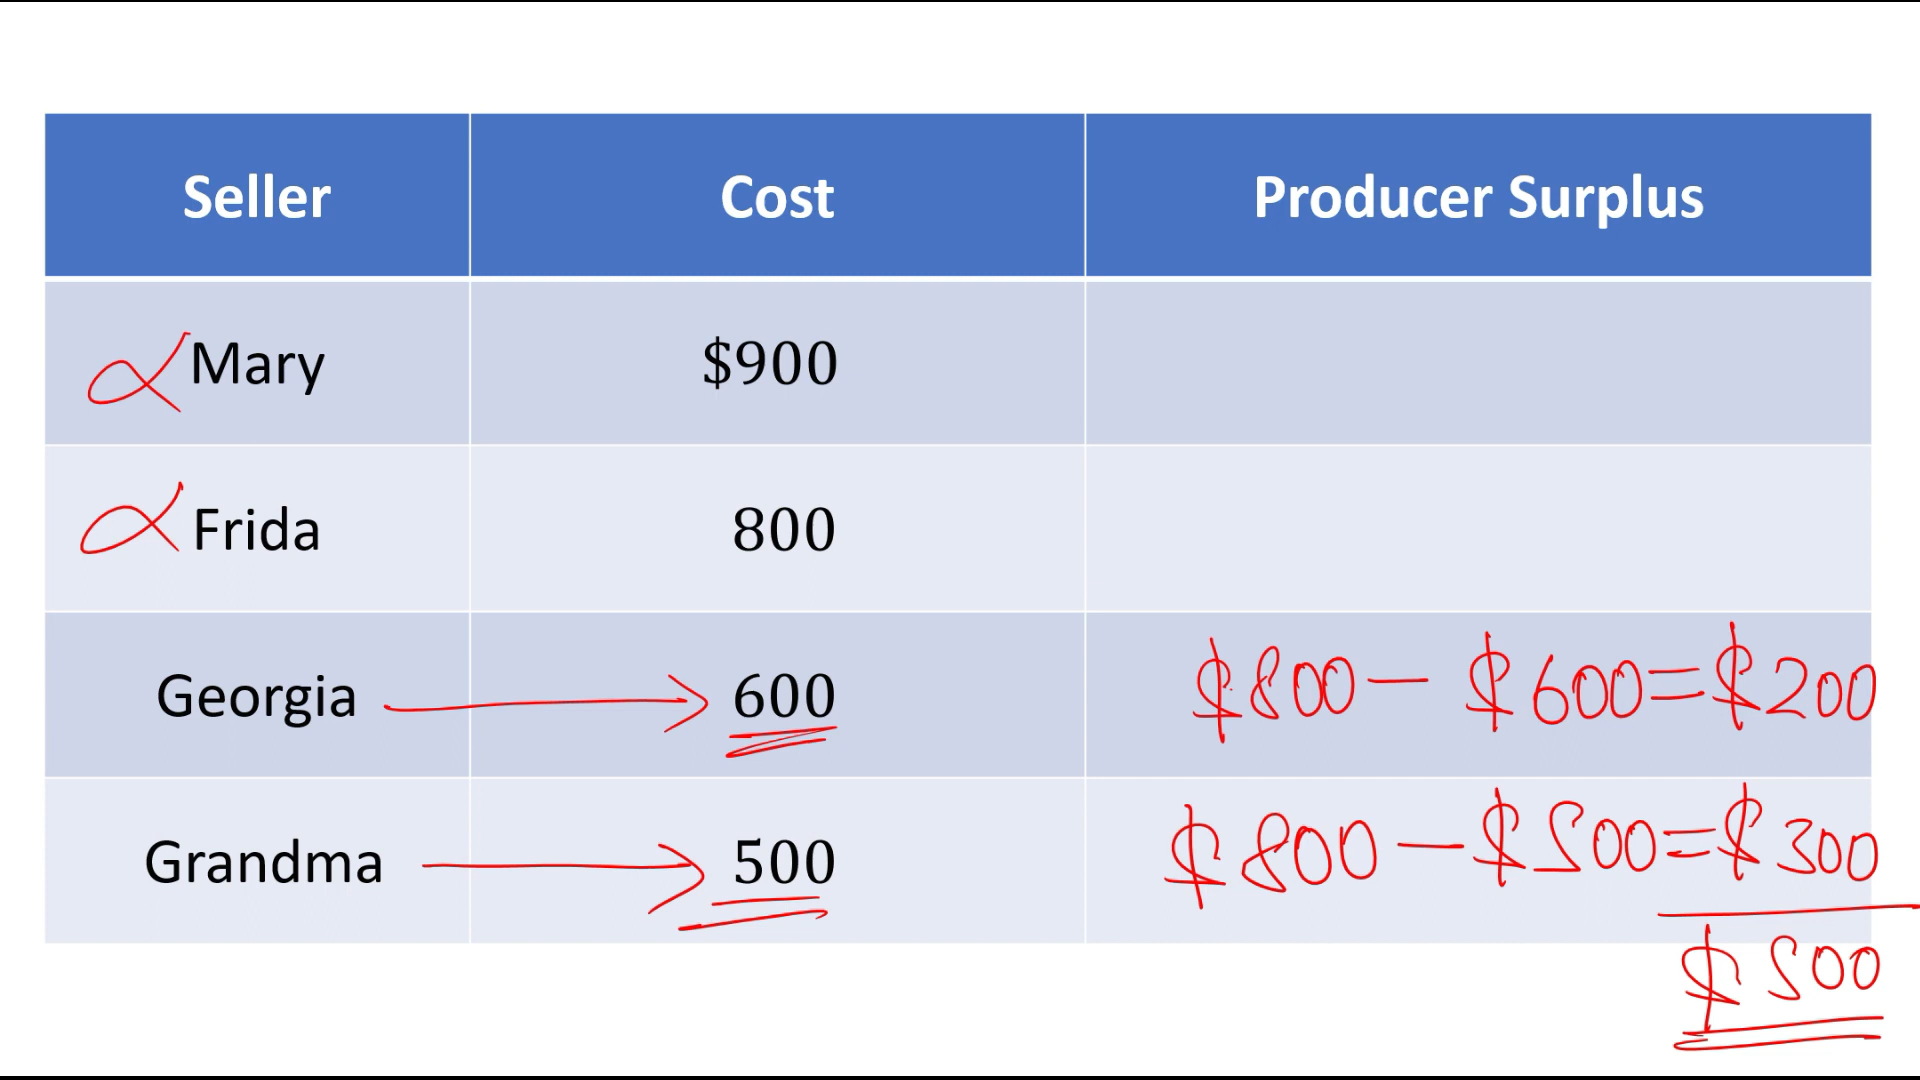 Seller Cost Producer Surplus
Mary $900
Frida 800
Georgia 600 $800 - $600 = $200
Grandma 500 $800 - $500 = $300
$500